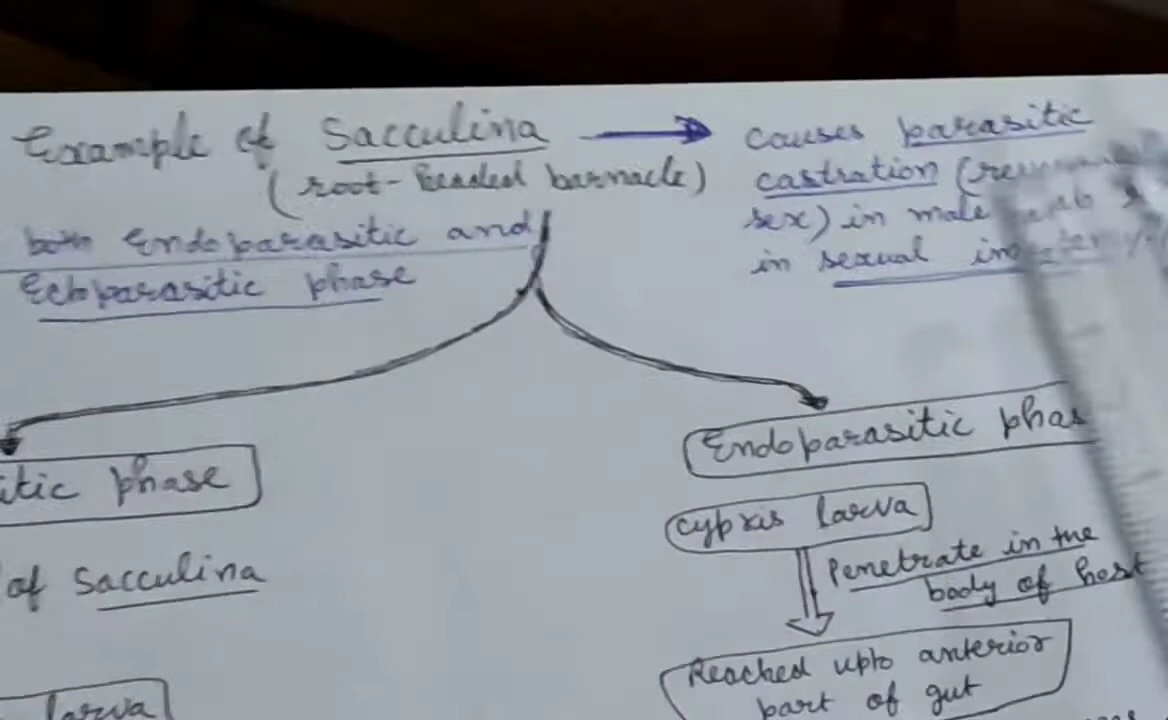 Example of Sacculina → causes parasitic
(root-headed barnacle) castration
sex) in male
in sexual
both Endoparasitic and
Ectoparasitic phase
Endoparasitic phas
itic phase
cypris larva
Penetrate in the
body of host
of Sacculina
Reached upto anterior
part of gut
larva